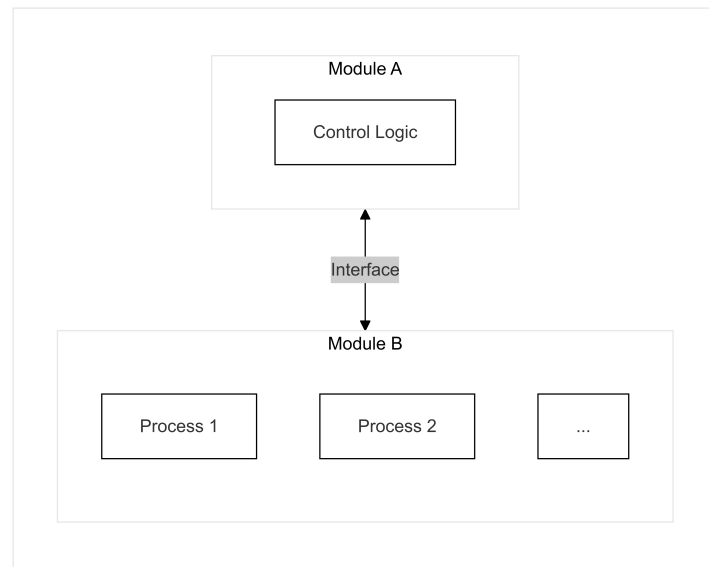 Module A
Control Logic
Interface
Module B
Process 1
Process 2
...